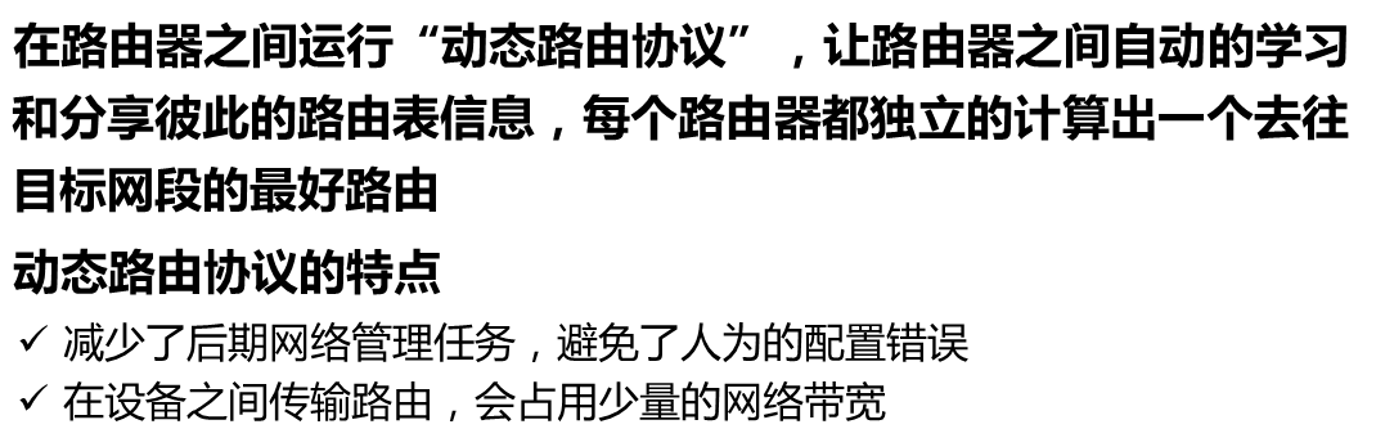 在路由器之间运行“动态路由协议”，让路由器之间自动的学习
和分享彼此的路由表信息，每个路由器都独立的计算出一个去往
目标网段的最好路由
动态路由协议的特点
✓ 减少了后期网络管理任务，避免了人为的配置错误
✓ 在设备之间传输路由，会占用少量的网络带宽